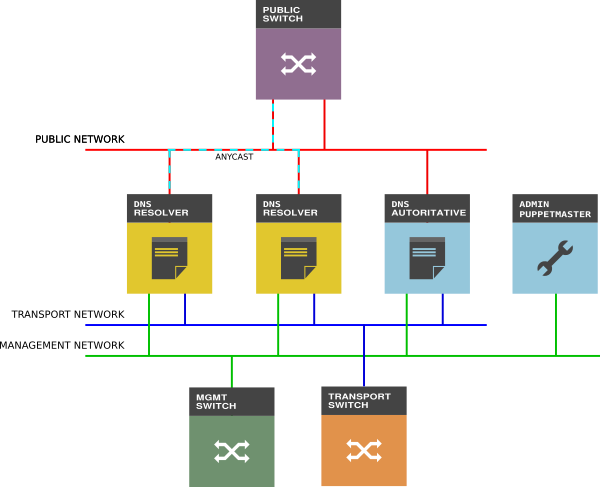 PUBLIC
SWITCH
PUBLIC NETWORK
ANYCAST
DNS
RESOLVER
DNS
RESOLVER
DNS
AUTORITATIVE
ADMIN
PUPPETMASTER
TRANSPORT NETWORK
MANAGEMENT NETWORK
MGMT
SWITCH
TRANSPORT
SWITCH